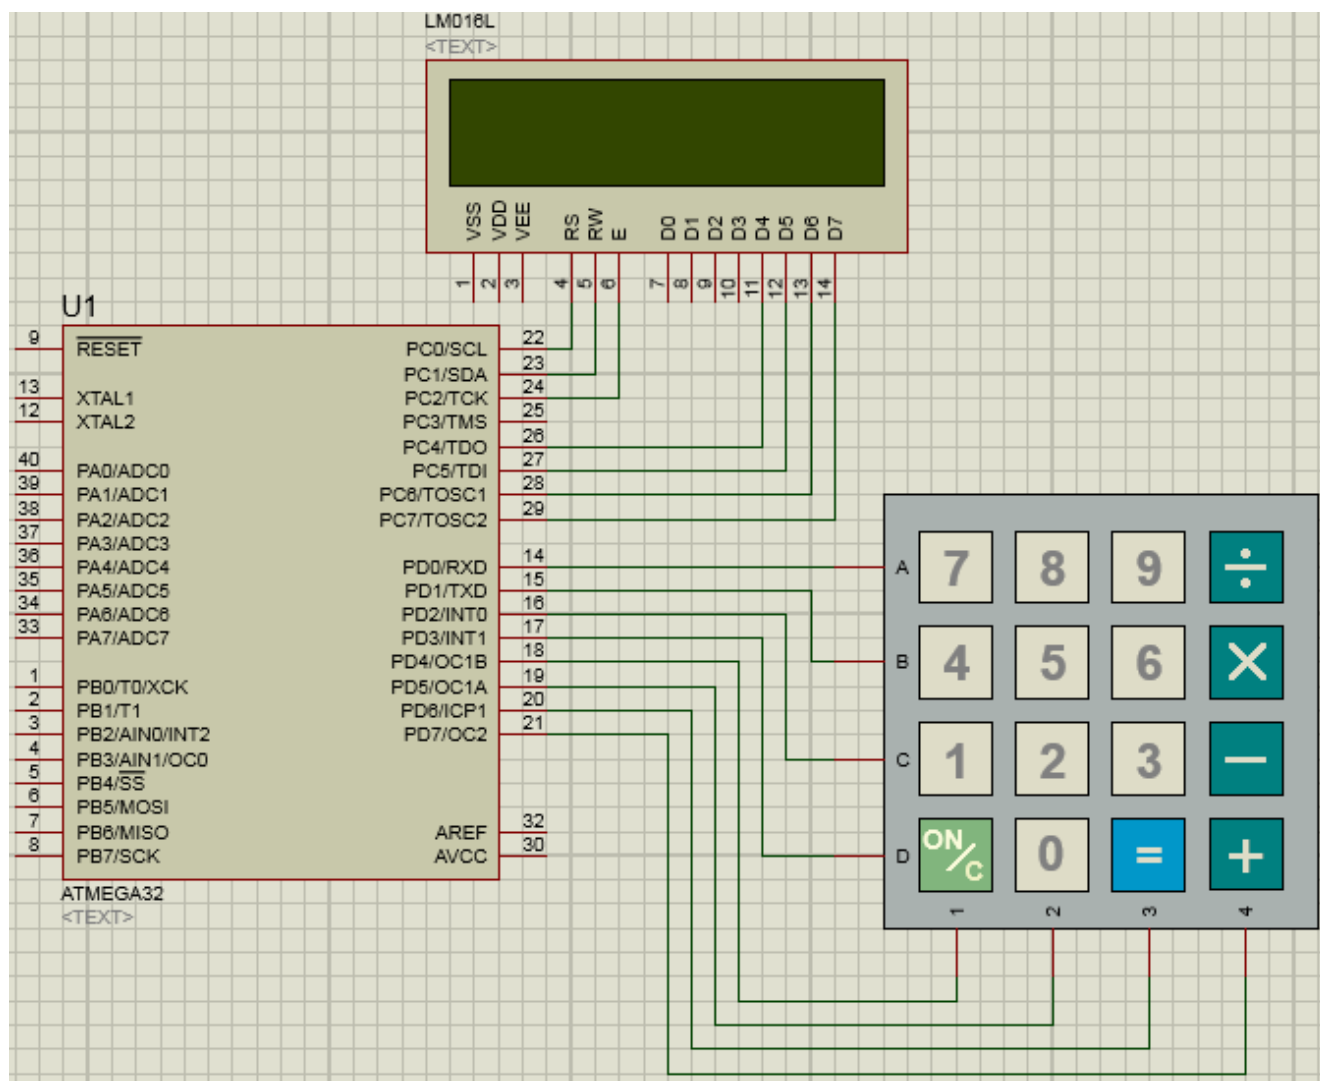 LM016L
<TEXT>
VSS VDD VEE RS RW E D0 D1 D2 D3 D4 D5 D6 D7
1 2 3 4 5 6 7 8 9 10 11 12 13 14
U1
9 RESET PC0/SCL 22
PC1/SDA 23
13 XTAL1 PC2/TCK 24
12 XTAL2 PC3/TMS 25
PC4/TDO 26
40 PA0/ADC0 PC5/TDI 27
39 PA1/ADC1 PC6/TOSC1 28
38 PA2/ADC2 PC7/TOSC2 29
37 PA3/ADC3
36 PA4/ADC4 PD0/RXD 14
35 PA5/ADC5 PD1/TXD 15
34 PA6/ADC6 PD2/INT0 16
33 PA7/ADC7 PD3/INT1 17
PD4/OC1B 18
1 PB0/T0/XCK PD5/OC1A 19
2 PB1/T1 PD6/ICP1 20
3 PB2/AIN0/INT2 PD7/OC2 21
4 PB3/AIN1/OC0
5 PB4/SS
6 PB5/MOSI
7 PB6/MISO AREF 32
8 PB7/SCK AVCC 30
ATMEGA32
<TEXT>
A 7 8 9 ÷
B 4 5 6 ×
C 1 2 3 −
D ON/C 0 = +
1 2 3 4